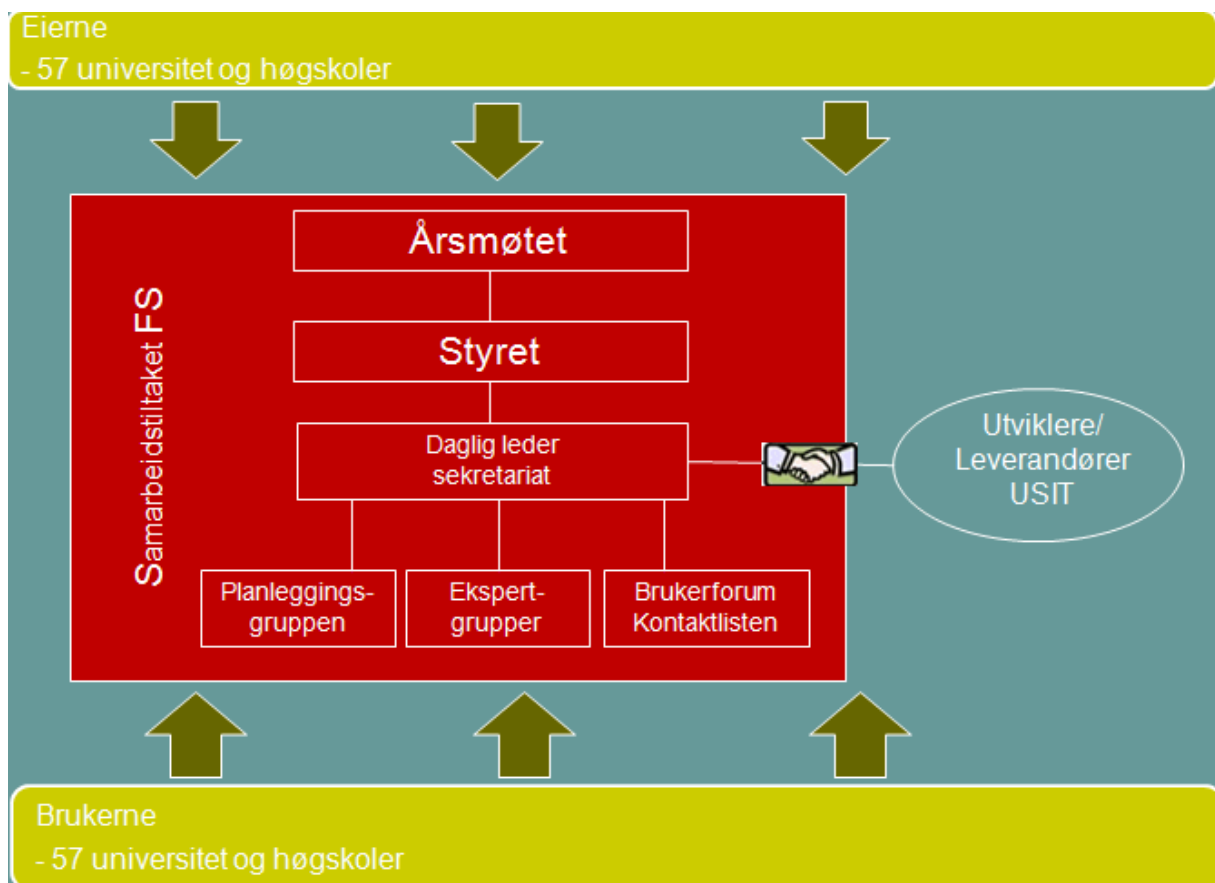 Eierne
- 57 universitet og høgskoler
Årsmøtet
Samarbeidstiltaket FS
Styret
Daglig leder
sekretariat
Utviklere/
Leverandører
USIT
Planleggings-
gruppen
Ekspert-
grupper
Brukerforum
Kontaktlisten
Brukerne
- 57 universitet og høgskoler